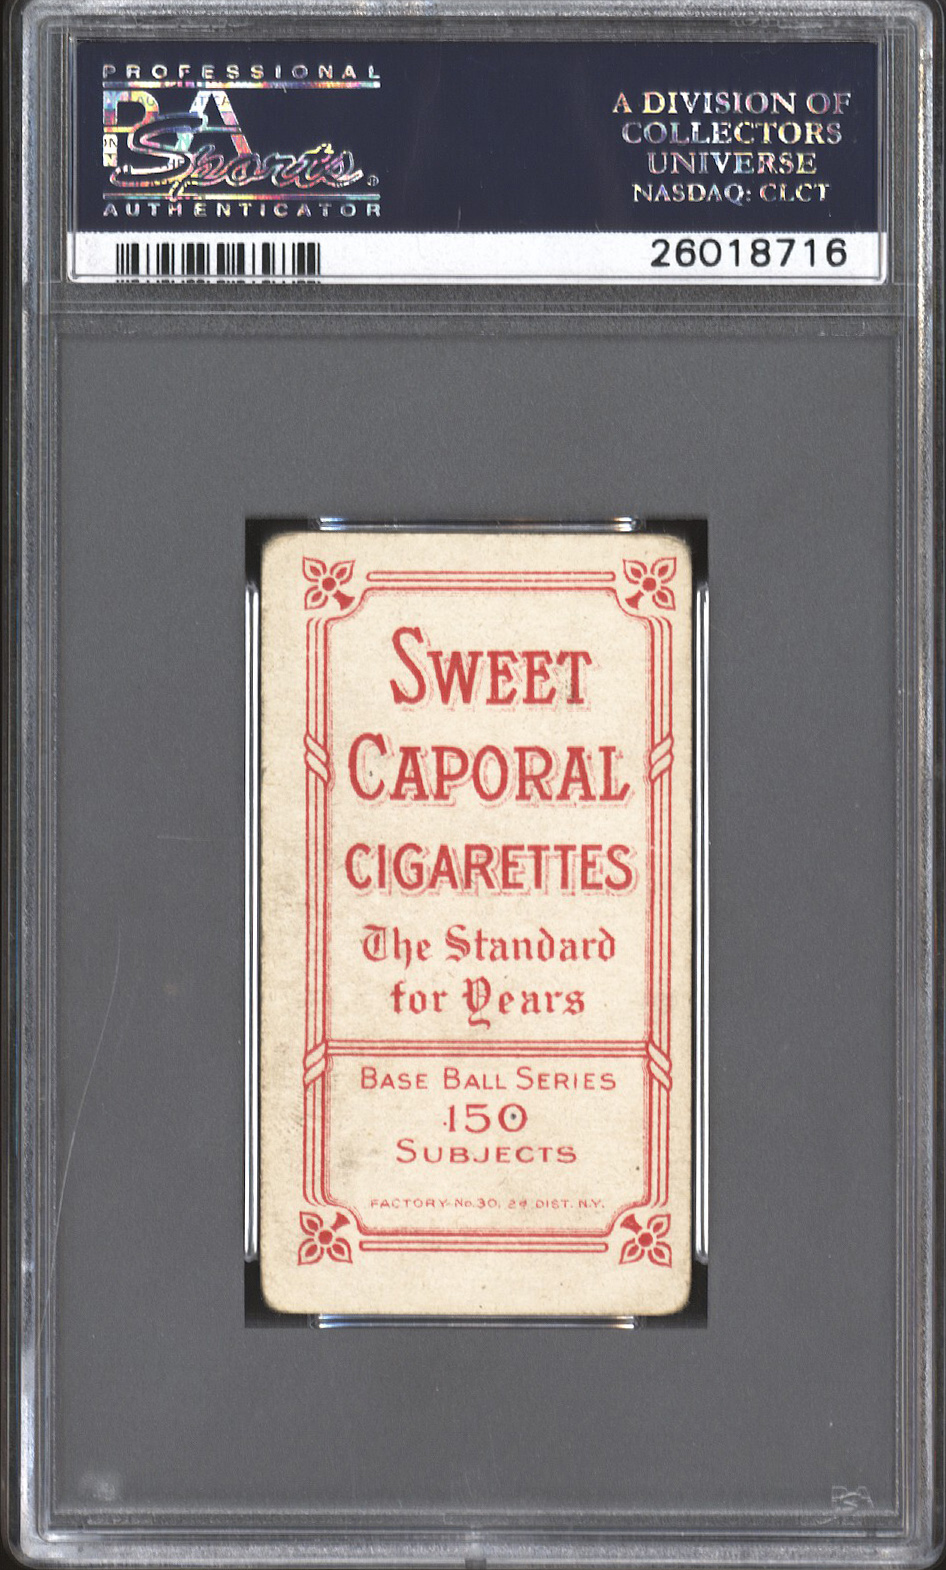 PROFESSIONAL
PSA
Sports
AUTHENTICATOR
A DIVISION OF
COLLECTORS
UNIVERSE
NASDAQ: CLCT
26018716
SWEET
CAPORAL
CIGARETTES
The Standard
for Years
BASE BALL SERIES
150
SUBJECTS
FACTORY No. 30, 2d DIST. N.Y.
PSA